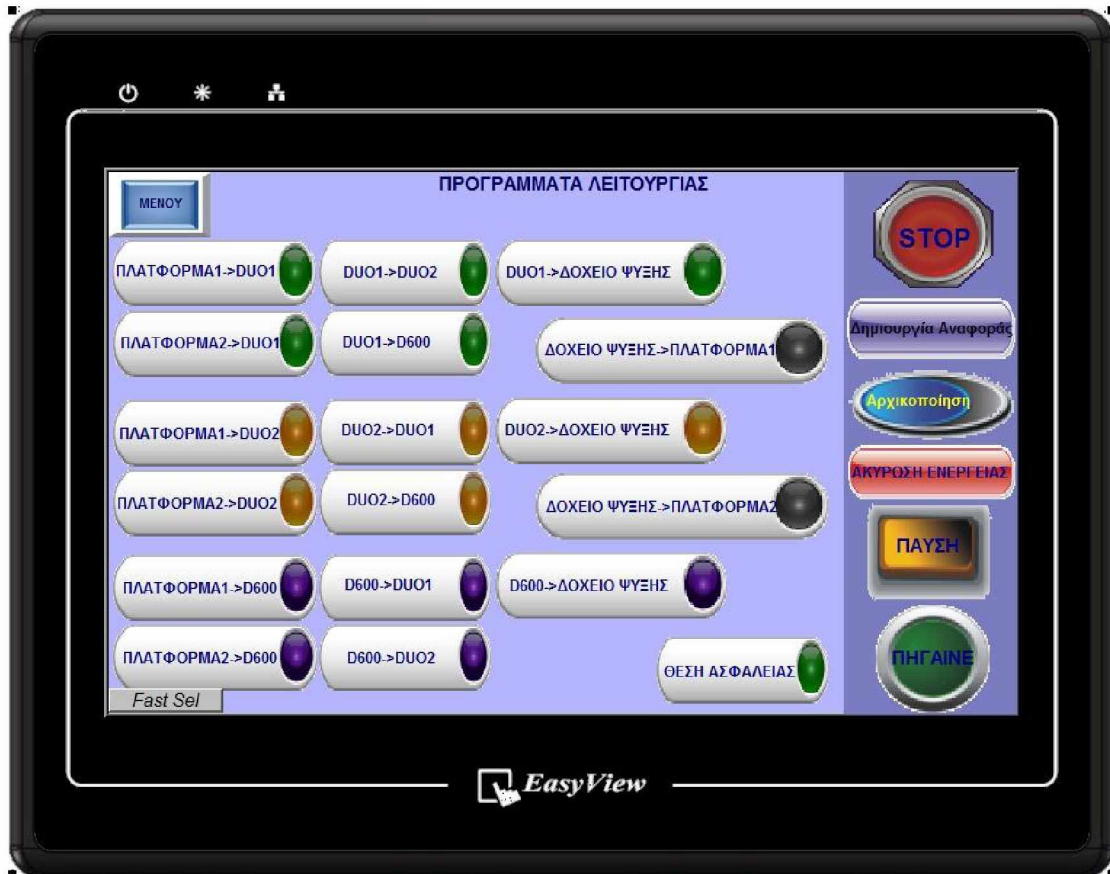 ΠΡΟΓΡΑΜΜΑΤΑ ΛΕΙΤΟΥΡΓΙΑΣ
ΜΕΝΟΥ
STOP
ΠΛΑΤΦΟΡΜΑ1->DUO1
DUO1->DUO2
DUO1->ΔΟΧΕΙΟ ΨΥΞΗΣ
Δημιουργία Αναφοράς
ΠΛΑΤΦΟΡΜΑ2->DUO1
DUO1->D600
ΔΟΧΕΙΟ ΨΥΞΗΣ->ΠΛΑΤΦΟΡΜΑ1
Αρχικοποίηση
ΠΛΑΤΦΟΡΜΑ1->DUO2
DUO2->DUO1
DUO2->ΔΟΧΕΙΟ ΨΥΞΗΣ
ΑΚΥΡΩΣΗ ΕΝΕΡΓΕΙΑΣ
ΠΛΑΤΦΟΡΜΑ2->DUO2
DUO2->D600
ΔΟΧΕΙΟ ΨΥΞΗΣ->ΠΛΑΤΦΟΡΜΑ2
ΠΑΥΣΗ
ΠΛΑΤΦΟΡΜΑ1->D600
D600->DUO1
D600->ΔΟΧΕΙΟ ΨΥΞΗΣ
ΠΛΑΤΦΟΡΜΑ2->D600
D600->DUO2
ΘΕΣΗ ΑΣΦΑΛΕΙΑΣ
ΠΗΓΑΙΝΕ
Fast Sel
EasyView